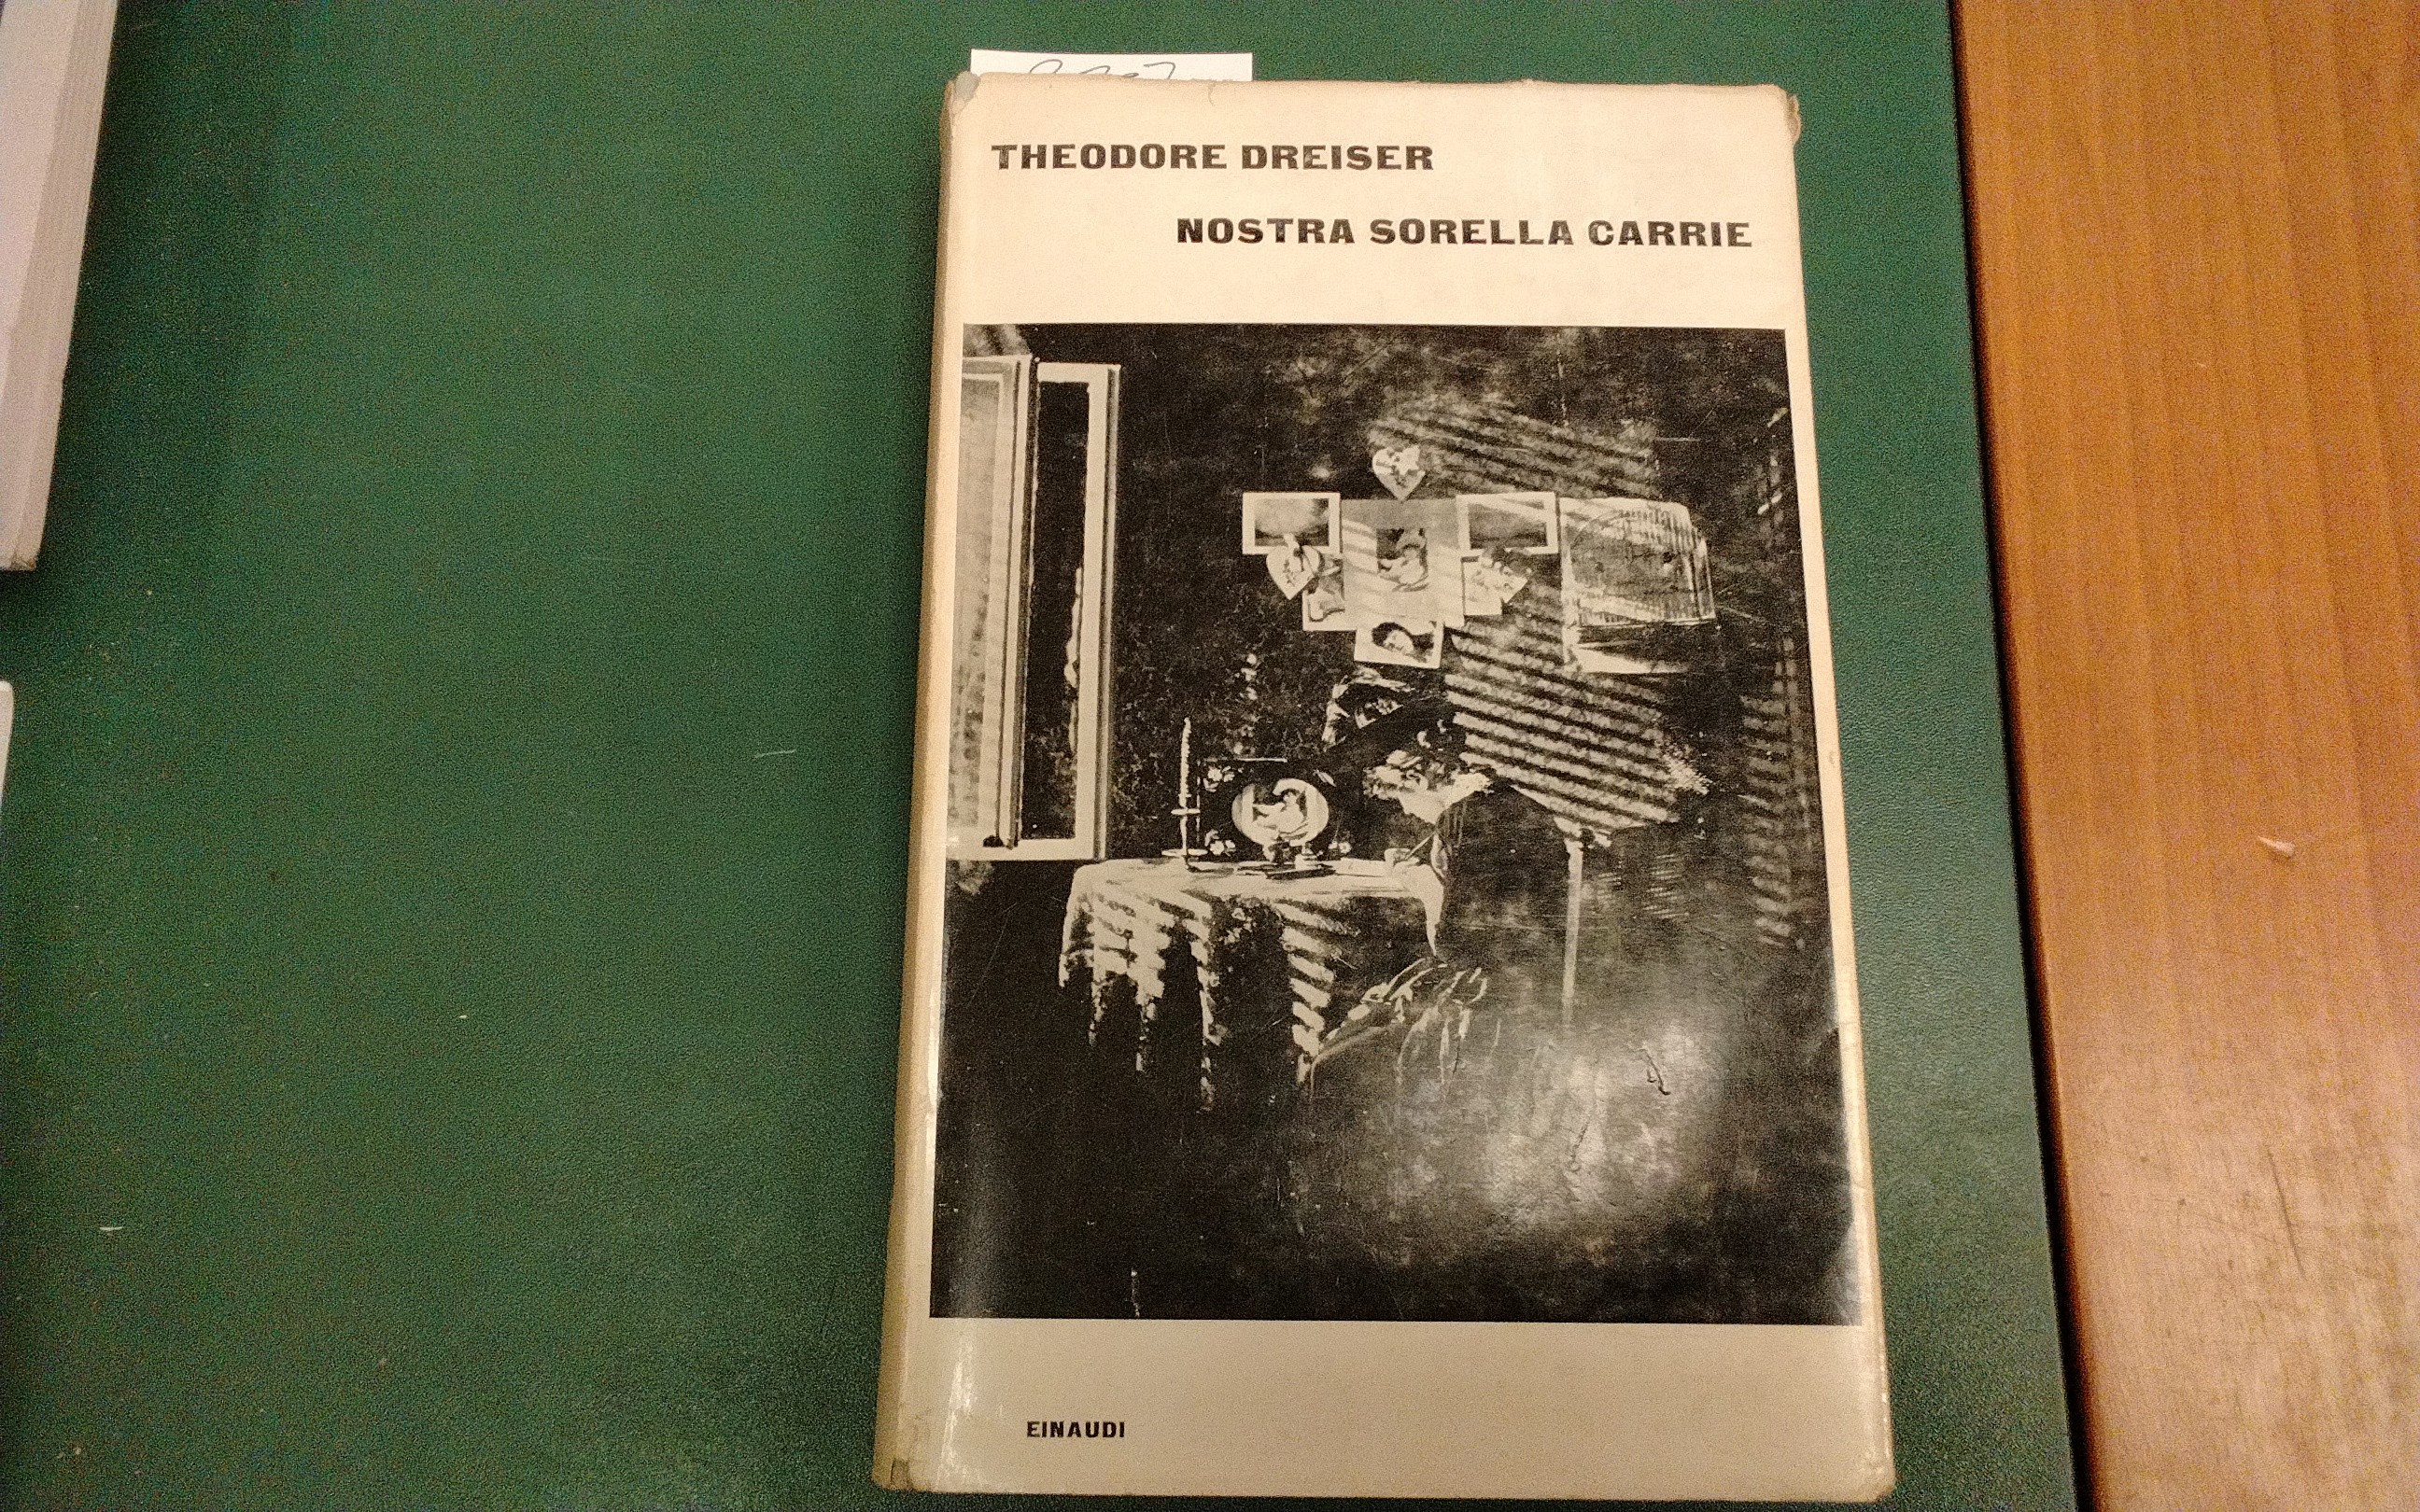 THEODORE DREISER
NOSTRA SORELLA CARRIE
EINAUDI